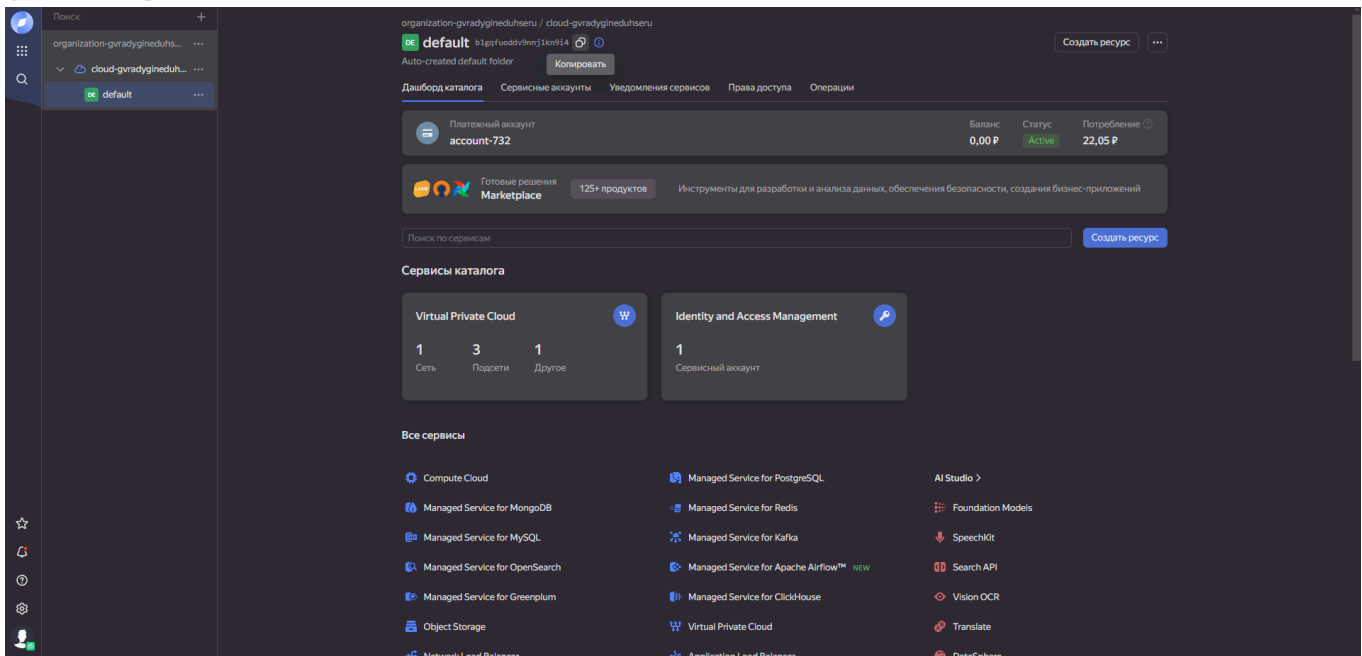 Поиск
organization-gvradygineduhs...
cloud-gvradygineduh...
DE default
organization-gvradygineduhseru / cloud-gvradygineduhseru
DE default b1gqfuoddv9nnj1kn9i4
Создать ресурс
Auto-created default folder
Копировать
Дашборд каталога Сервисные аккаунты Уведомления сервисов Права доступа Операции
Платежный аккаунт
account-732
Баланс Статус Потребление
0,00 ₽ Active 22,05 ₽
Готовые решения
Marketplace
125+ продуктов
Инструменты для разработки и анализа данных, обеспечения безопасности, создания бизнес-приложений
Поиск по сервисам
Создать ресурс
Сервисы каталога
Virtual Private Cloud
1 3 1
Сеть Подсети Другое
Identity and Access Management
1
Сервисный аккаунт
Все сервисы
Compute Cloud Managed Service for PostgreSQL AI Studio
Managed Service for MongoDB Managed Service for Redis Foundation Models
Managed Service for MySQL Managed Service for Kafka SpeechKit
Managed Service for OpenSearch Managed Service for Apache Airflow™ NEW Search API
Managed Service for Greenplum Managed Service for ClickHouse Vision OCR
Object Storage Virtual Private Cloud Translate
Network Load Balancer Application Load Balancer DataSphere